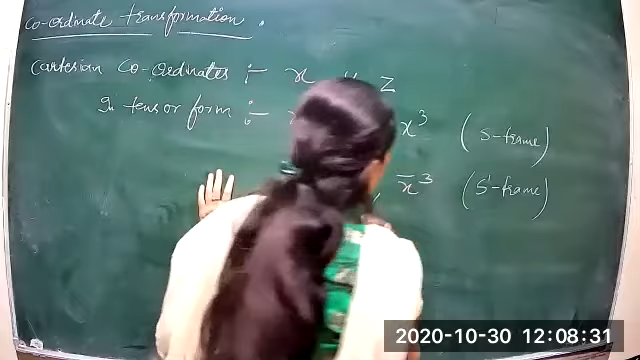 Co-ordinate transformation.
Cartesian Co-ordinates :- x y z
In tensor form :- x³ (S-frame)
x̄³ (S'-frame)
2020-10-30 12:08:31